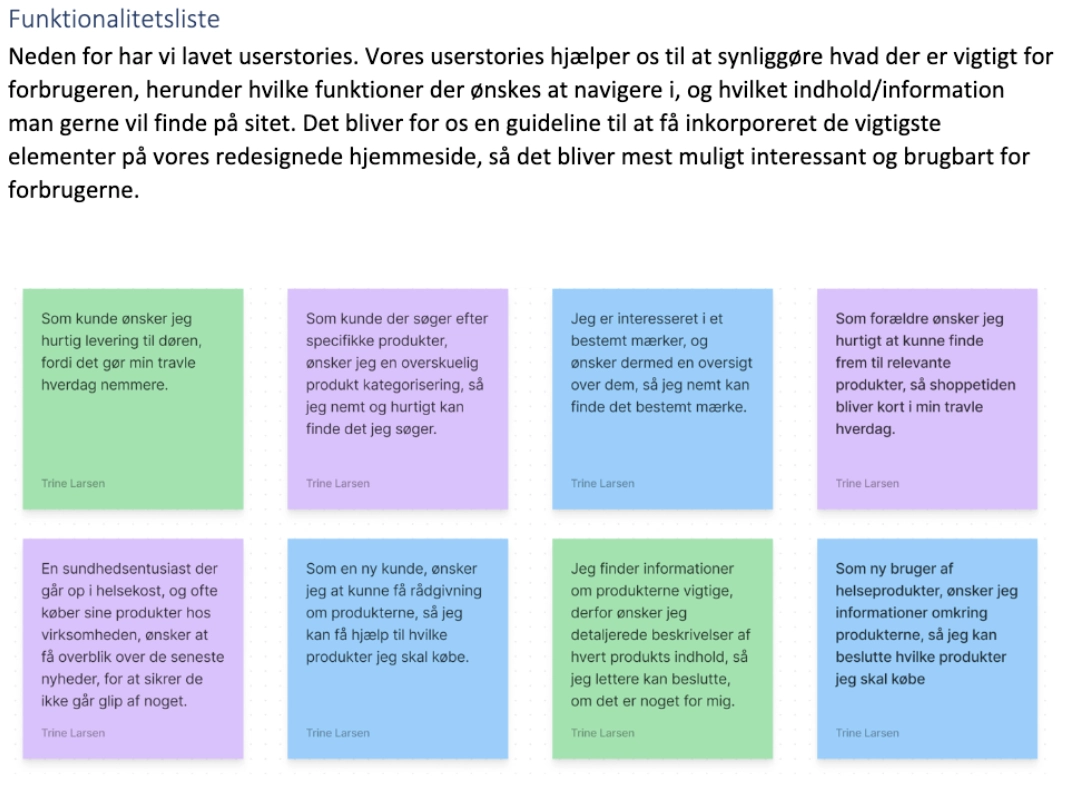 Funktionalitetsliste
Neden for har vi lavet userstories. Vores userstories hjælper os til at synliggøre hvad der er vigtigt for
forbrugeren, herunder hvilke funktioner der ønskes at navigere i, og hvilket indhold/information
man gerne vil finde på sitet. Det bliver for os en guideline til at få inkorporeret de vigtigste
elementer på vores redesignede hjemmeside, så det bliver mest muligt interessant og brugbart for
forbrugerne.
Som kunde ønsker jeg
hurtig levering til døren,
fordi det gør min travle
hverdag nemmere.
Trine Larsen
Som kunde der søger efter
specifikke produkter,
ønsker jeg en overskuelig
produkt kategorisering, så
jeg nemt og hurtigt kan
finde det jeg søger.
Trine Larsen
Jeg er interesseret i et
bestemt mærker, og
ønsker dermed en oversigt
over dem, så jeg nemt kan
finde det bestemt mærke.
Trine Larsen
Som forældre ønsker jeg
hurtigt at kunne finde
frem til relevante
produkter, så shoppetiden
bliver kort i min travle
hverdag.
Trine Larsen
En sundhedsentusiast der
går op i helsekost, og ofte
køber sine produkter hos
virksomheden, ønsker at
få overblik over de seneste
nyheder, for at sikrer de
ikke går glip af noget.
Trine Larsen
Som en ny kunde, ønsker
jeg at kunne få rådgivning
om produkterne, så jeg
kan få hjælp til hvilke
produkter jeg skal købe.
Trine Larsen
Jeg finder informationer
om produkterne vigtige,
derfor ønsker jeg
detaljerede beskrivelser af
hvert produkts indhold, så
jeg lettere kan beslutte,
om det er noget for mig.
Trine Larsen
Som ny bruger af
helseprodukter, ønsker jeg
informationer omkring
produkterne, så jeg kan
beslutte hvilke produkter
jeg skal købe
Trine Larsen